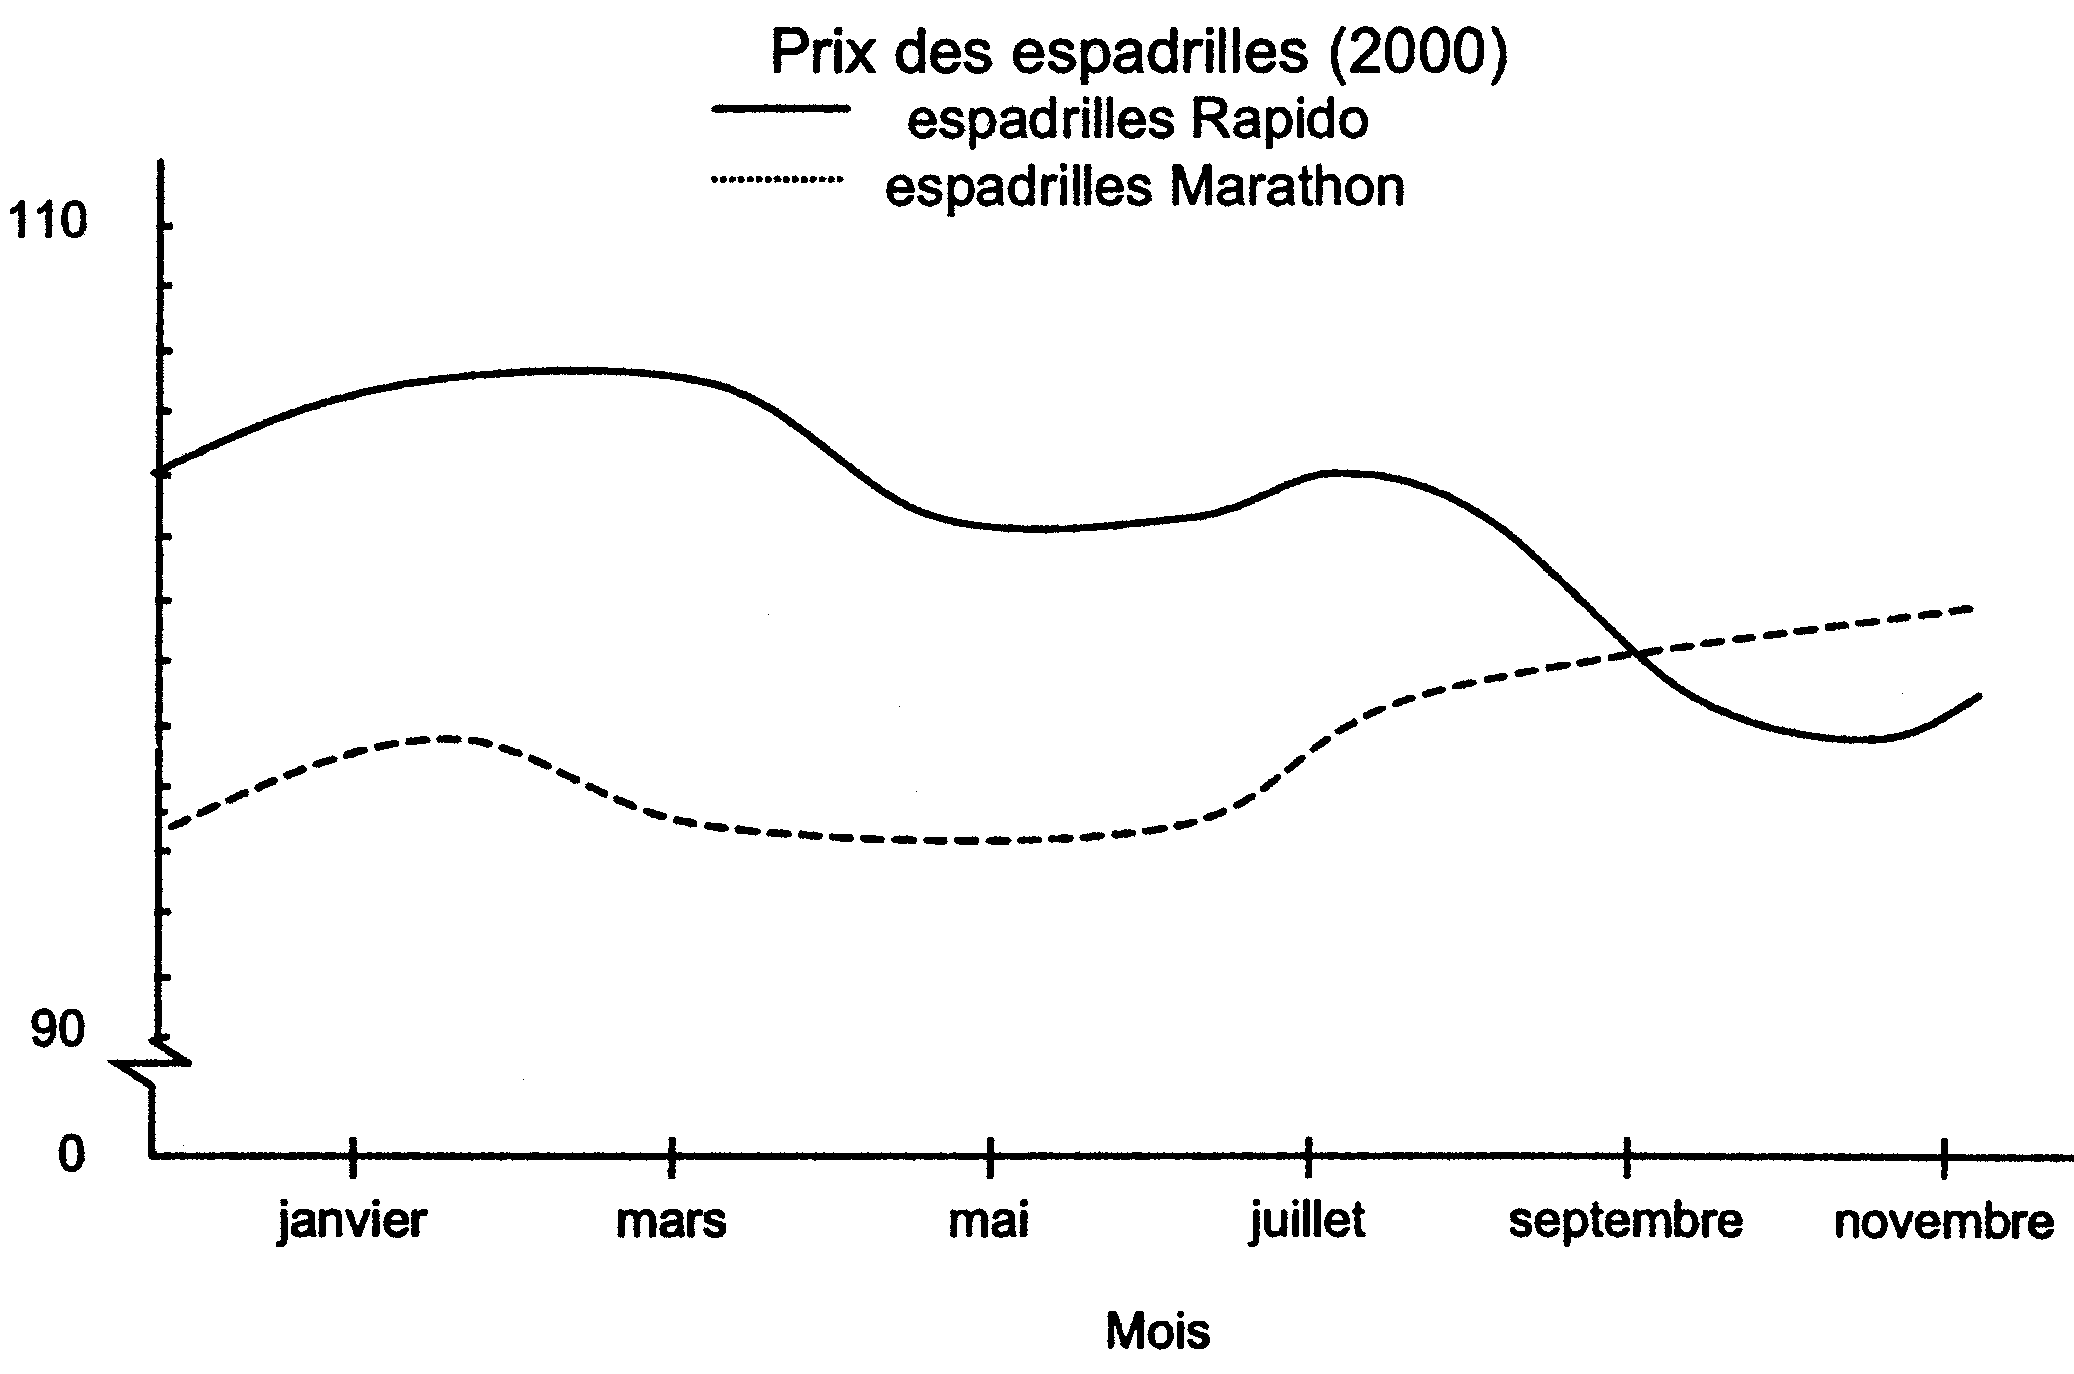 Prix des espadrilles (2000)
espadrilles Rapido
espadrilles Marathon
110
90
0
janvier mars mai juillet septembre novembre
Mois